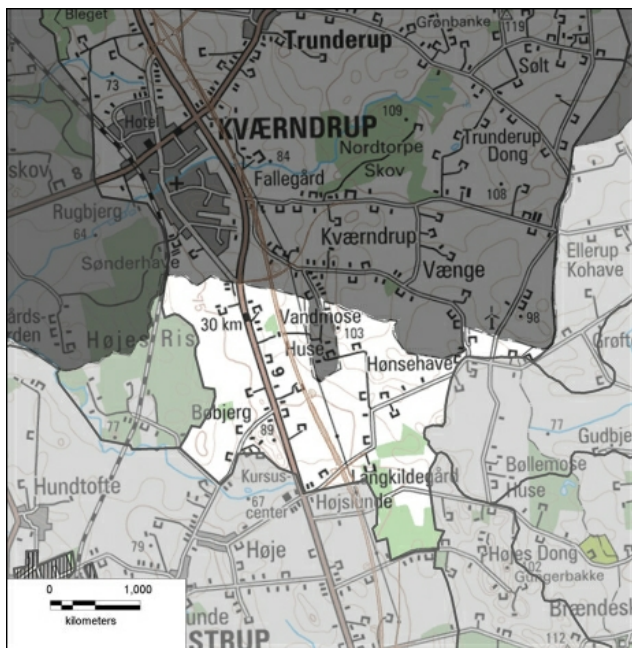 Bleget
Trunderup
Grønbanke
119
Sølt
73
Hotel
KVÆRNDRUP
109
Nordtorpe
Skov
Trunderup
Dong
skov
8
84
Fallegård
108
Rugbjerg
64
Kværndrup
Vænge
Ellerup
Kohave
Sønderhave
30 km
Vandmose
Huse
103
98
Højes Ris
Hønsehave
9
Bøbjerg
77
89
77
Gudbje
Hundtofte
Kursus-
center
67
Langkildegård
Højslunde
Bøllemose
Huse
79
Høje
Højes Dong
Gungerbakke
Brændesk
112
STRUP
0
1,000
kilometers